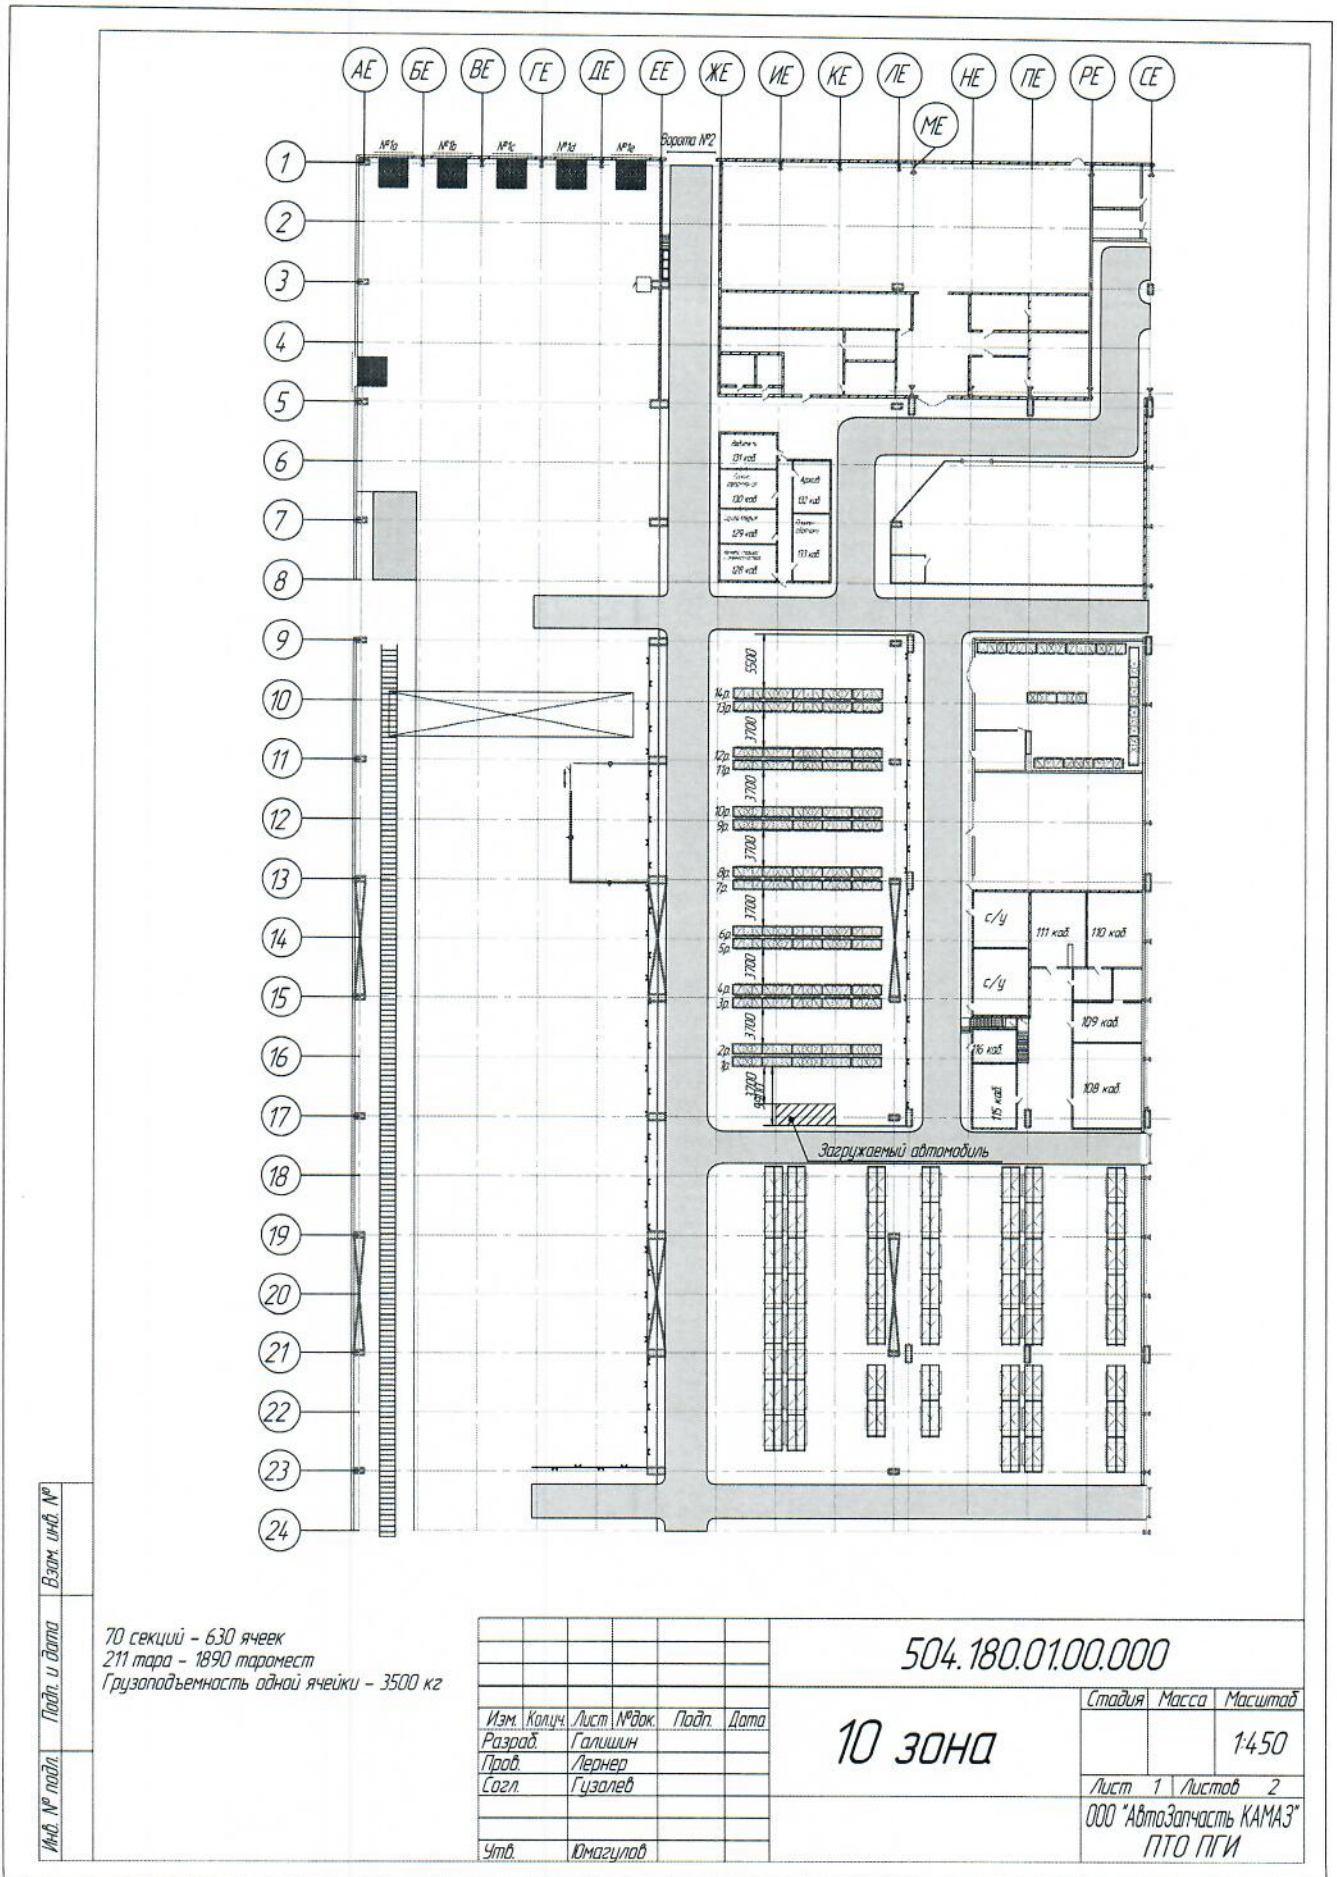 АЕ БЕ ВЕ ГЕ ДЕ ЕЕ ЖЕ ИЕ КЕ ЛЕ НЕ ПЕ РЕ СЕ
МЕ
№1а №1b №1c №1d №1e Ворота №2
1
2
3
4
5
6
131 каб.
Архив
130 каб.
132 каб.
7
129 каб.
133 каб.
128 каб.
8
9
5500
14р.
10
13р.
3700
12р.
11
11р.
3700
10р.
12
9р.
3700
8р.
13
7р.
3700
с/у
6р.
111 каб. 110 каб.
14
5р.
3700
с/у
4р.
15
3р.
3700
109 каб.
2р.
116 каб.
16
1р.
3700
9900
108 каб.
115 каб.
17
Загружаемый автомобиль
18
19
20
21
22
23
24
Взам. инв. №
Подп. и дата
Инв. № подл.
70 секций – 630 ячеек
211 тара – 1890 таромест
Грузоподъемность одной ячейки – 3500 кг
504.180.01.00.000
Изм. Кол.уч. Лист №док. Подп. Дата
Разраб. Галишин
Пров. Лернер
Согл. Гузалев
Утв. Юмагулов
10 зона
Стадия Масса Масштаб
1:450
Лист 1 Листов 2
ООО "АвтоЗапчасть КАМАЗ"
ПТО ПГИ